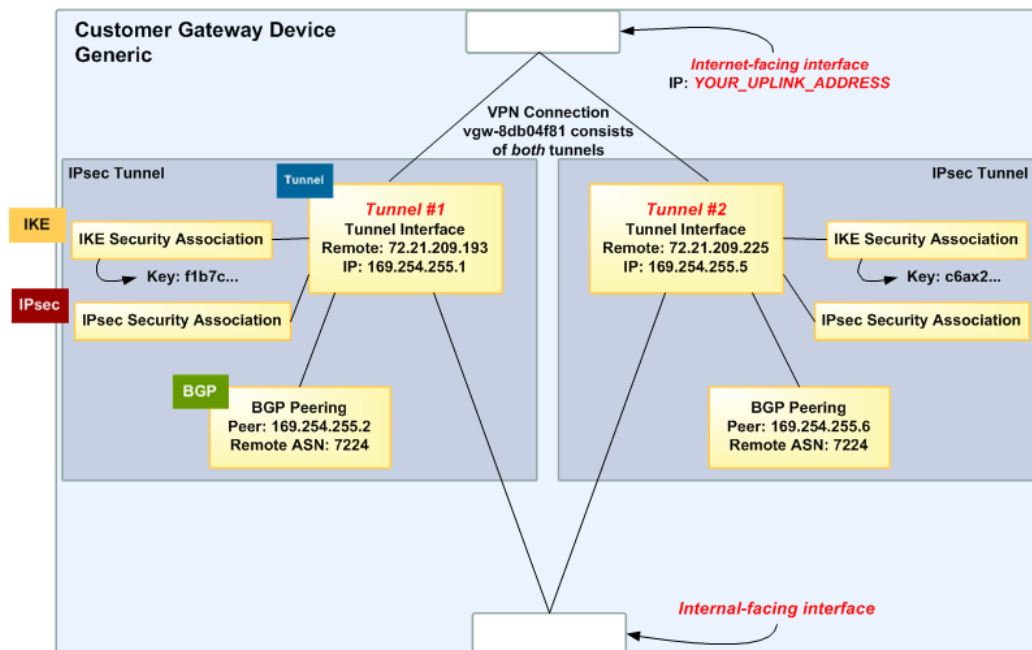 Customer Gateway Device
Generic
Internet-facing interface
IP: YOUR_UPLINK_ADDRESS
VPN Connection
vgw-8db04f81 consists
of both tunnels
IPsec Tunnel
Tunnel
IPsec Tunnel
IKE
Tunnel #1
Tunnel Interface
Remote: 72.21.209.193
IP: 169.254.255.1
Tunnel #2
Tunnel Interface
Remote: 72.21.209.225
IP: 169.254.255.5
IKE Security Association
Key: f1b7c...
IKE Security Association
Key: c6ax2...
IPsec
IPsec Security Association
IPsec Security Association
BGP
BGP Peering
Peer: 169.254.255.2
Remote ASN: 7224
BGP Peering
Peer: 169.254.255.6
Remote ASN: 7224
Internal-facing interface